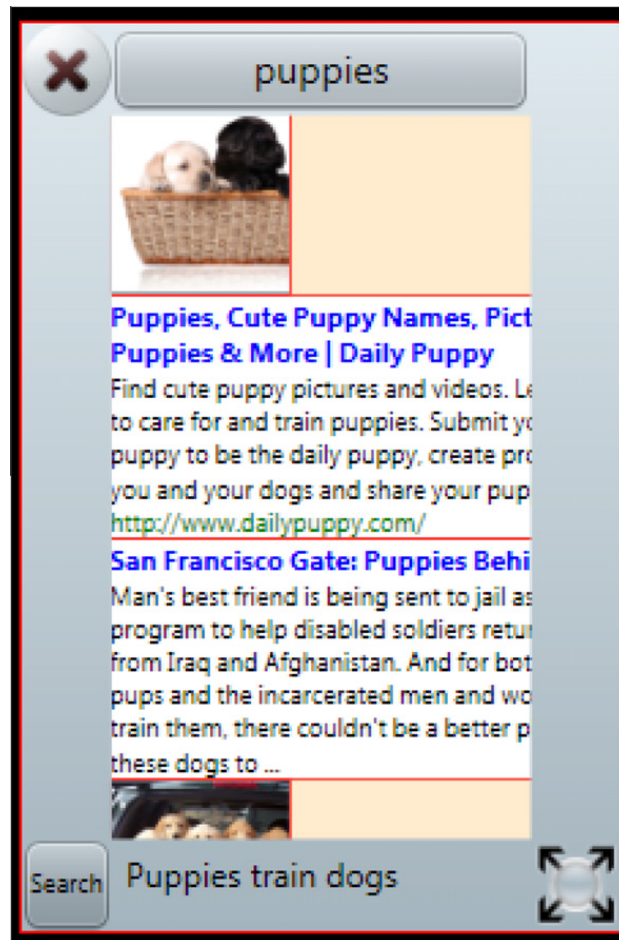 puppies
Puppies, Cute Puppy Names, Pict
Puppies & More | Daily Puppy
Find cute puppy pictures and videos. Le
to care for and train puppies. Submit yo
puppy to be the daily puppy, create pro
you and your dogs and share your pup
http://www.dailypuppy.com/
San Francisco Gate: Puppies Behi
Man's best friend is being sent to jail as
program to help disabled soldiers retur
from Iraq and Afghanistan. And for bot
pups and the incarcerated men and wo
train them, there couldn't be a better p
these dogs to ...
Search
Puppies train dogs